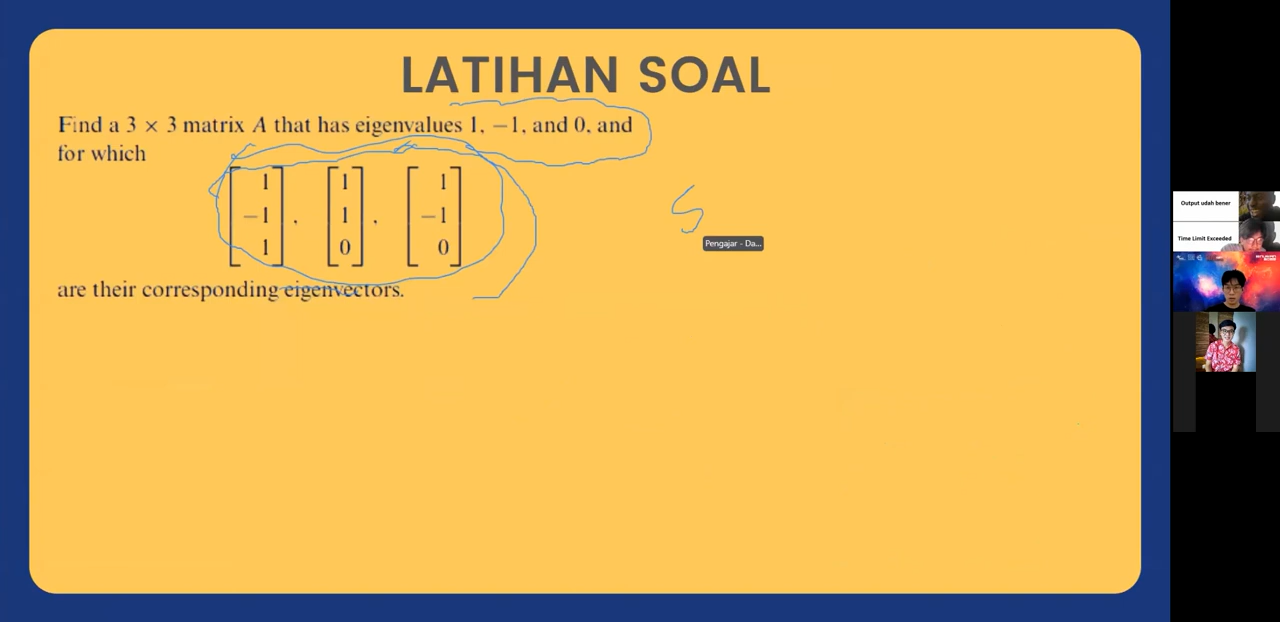 LATIHAN SOAL
Find a 3 × 3 matrix A that has eigenvalues 1, −1, and 0, and
for which
[1 −1 1], [1 1 0], [1 −1 0]
are their corresponding eigenvectors.
S
Pengajar - Da...
Output udah bener
Time Limit Exceeded